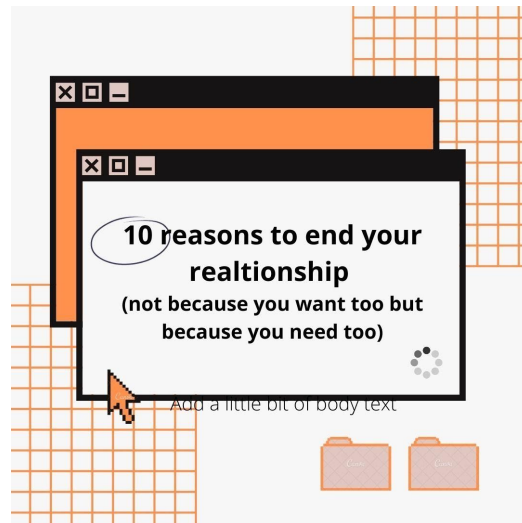 10 reasons to end your
realtionship
(not because you want too but
because you need too)
Add a little bit of body text